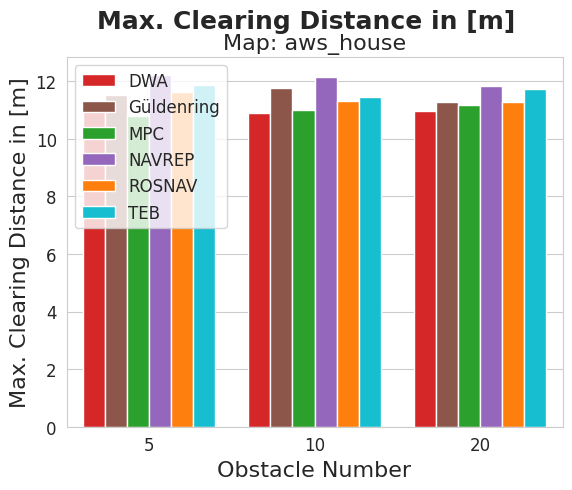 Max. Clearing Distance in [m]
Map: aws_house
Max. Clearing Distance in [m]
12
10
8
6
4
2
0
DWA
Güldenring
MPC
NAVREP
ROSNAV
TEB
5 10 20
Obstacle Number